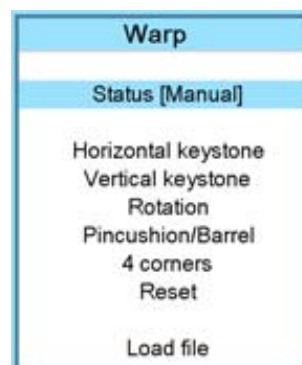 Warp
Status [Manual]
Horizontal keystone
Vertical keystone
Rotation
Pincushion/Barrel
4 corners
Reset
Load file